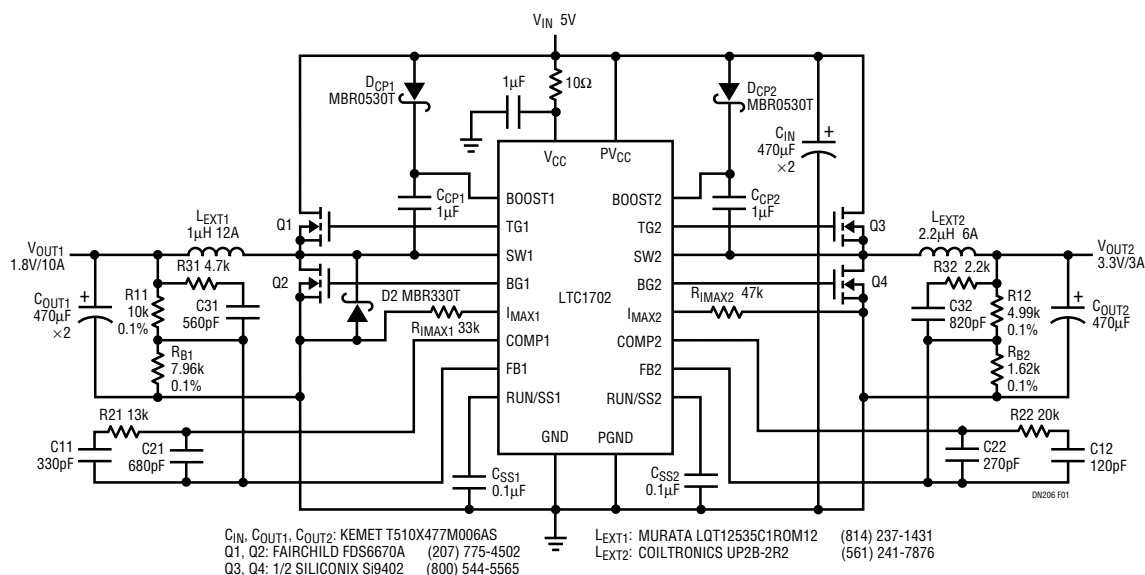 VIN 5V
DCP1
MBR0530T
1µF
10Ω
DCP2
MBR0530T
CIN
470µF
×2
+
VCC
PVCC
BOOST1
BOOST2
CCP1
1µF
CCP2
1µF
Q1
TG1
TG2
Q3
LEXT1
1µH 12A
LEXT2
2.2µH 6A
VOUT1
1.8V/10A
SW1
SW2
VOUT2
3.3V/3A
R31 4.7k
R32 2.2k
Q2
BG1
LTC1702
BG2
Q4
COUT1
470µF
×2
+
R11
10k
0.1%
C31
560pF
D2 MBR330T
RIMAX1 33k
IMAX1
IMAX2
RIMAX2 47k
C32
820pF
R12
4.99k
0.1%
+
COUT2
470µF
COMP1
COMP2
RB1
7.96k
0.1%
FB1
FB2
RB2
1.62k
0.1%
RUN/SS1
RUN/SS2
R21 13k
R22 20k
C11
330pF
C21
680pF
GND
PGND
C22
270pF
C12
120pF
CSS1
0.1µF
CSS2
0.1µF
DN206 F01
CIN, COUT1, COUT2: KEMET T510X477M006AS
Q1, Q2: FAIRCHILD FDS6670A (207) 775-4502
Q3, Q4: 1/2 SILICONIX Si9402 (800) 544-5565
LEXT1: MURATA LQT12535C1ROM12 (814) 237-1431
LEXT2: COILTRONICS UP2B-2R2 (561) 241-7876